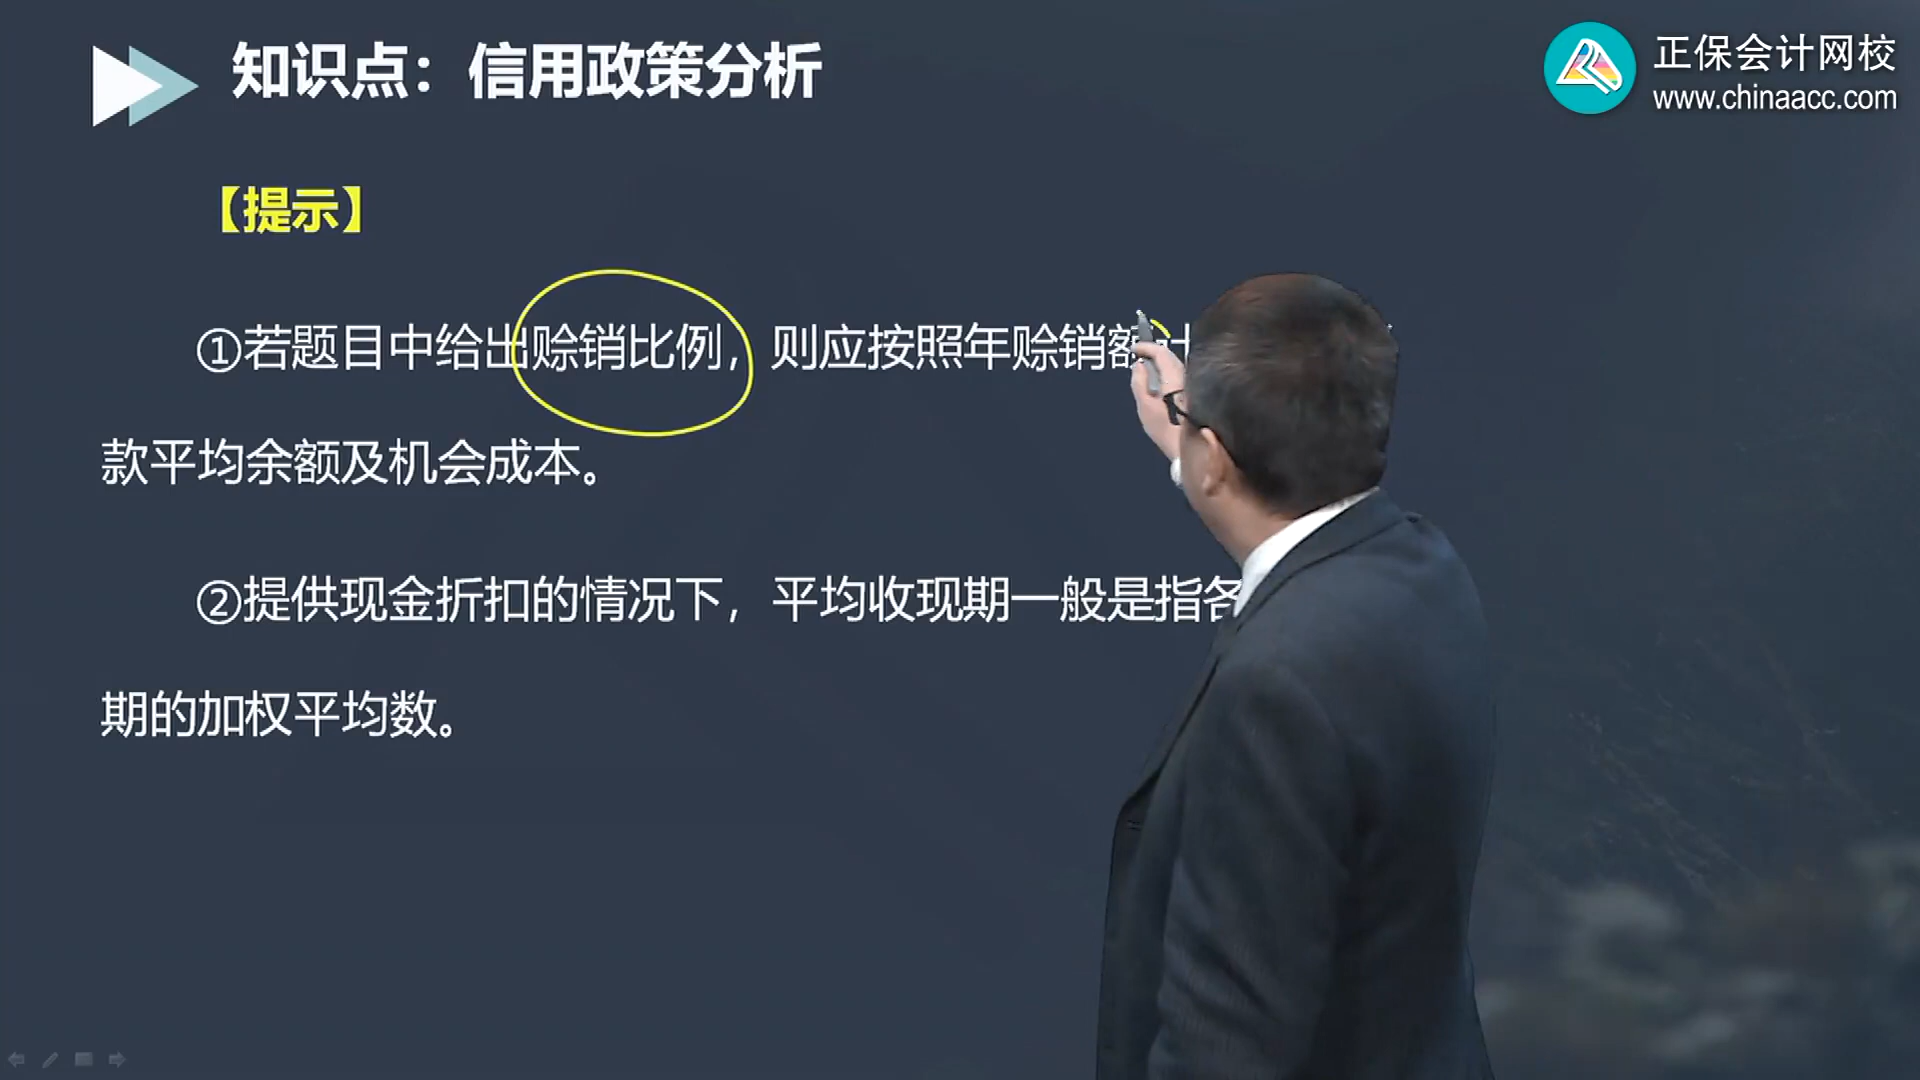 知识点：信用政策分析
正保会计网校
www.chinaacc.com
【提示】
①若题目中给出赊销比例，则应按照年赊销额
款平均余额及机会成本。
②提供现金折扣的情况下，平均收现期一般是指各
期的加权平均数。